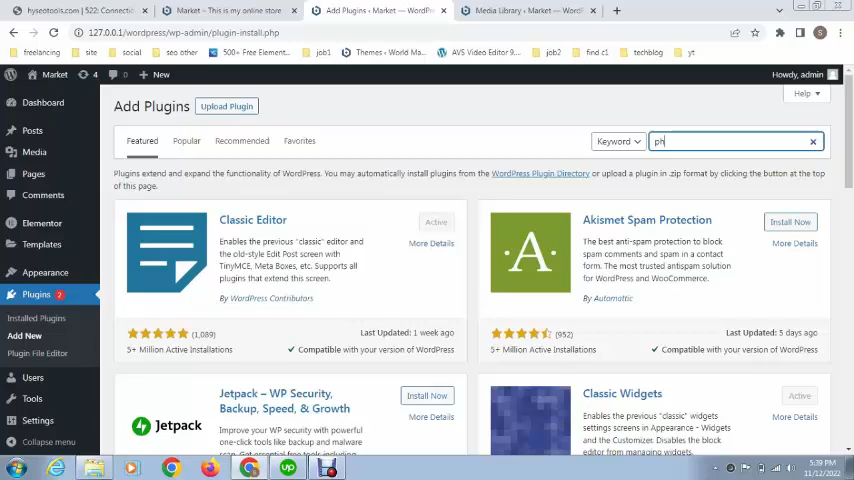 hyseotools.com | 522: Connectio
Market – This is my online store
Add Plugins ‹ Market — WordPre
Media Library ‹ Market — WordP
127.0.0.1/wordpress/wp-admin/plugin-install.php
freelancing
site
social
seo other
500+ Free Element...
job1
Themes ‹ World Ma...
AVS Video Editor 9....
job2
find c1
techblog
yt
Market
4
0
New
Howdy, admin
Dashboard
Posts
Media
Pages
Comments
Elementor
Templates
Appearance
Plugins 2
Installed Plugins
Add New
Plugin File Editor
Users
Tools
Settings
Collapse menu
Help
Add Plugins
Upload Plugin
Featured
Popular
Recommended
Favorites
Keyword
ph
Plugins extend and expand the functionality of WordPress. You may automatically install plugins from the WordPress Plugin Directory or upload a plugin in .zip format by clicking the button at the top
of this page.
Classic Editor
Active
More Details
Enables the previous "classic" editor and
the old-style Edit Post screen with
TinyMCE, Meta Boxes, etc. Supports all
plugins that extend this screen.
By WordPress Contributors
(1,089)
Last Updated: 1 week ago
5+ Million Active Installations
Compatible with your version of WordPress
Akismet Spam Protection
Install Now
More Details
The best anti-spam protection to block
spam comments and spam in a contact
form. The most trusted antispam solution
for WordPress and WooCommerce.
By Automattic
(952)
Last Updated: 5 days ago
5+ Million Active Installations
Compatible with your version of WordPress
Jetpack
Jetpack – WP Security,
Backup, Speed, & Growth
Install Now
More Details
Improve your WP security with powerful
one-click tools like backup and malware
Classic Widgets
Active
More Details
Enables the previous "classic" widgets
settings screens in Appearance - Widgets
and the Customizer. Disables the block
editor from managing widgets.
5:39 PM
11/12/2022